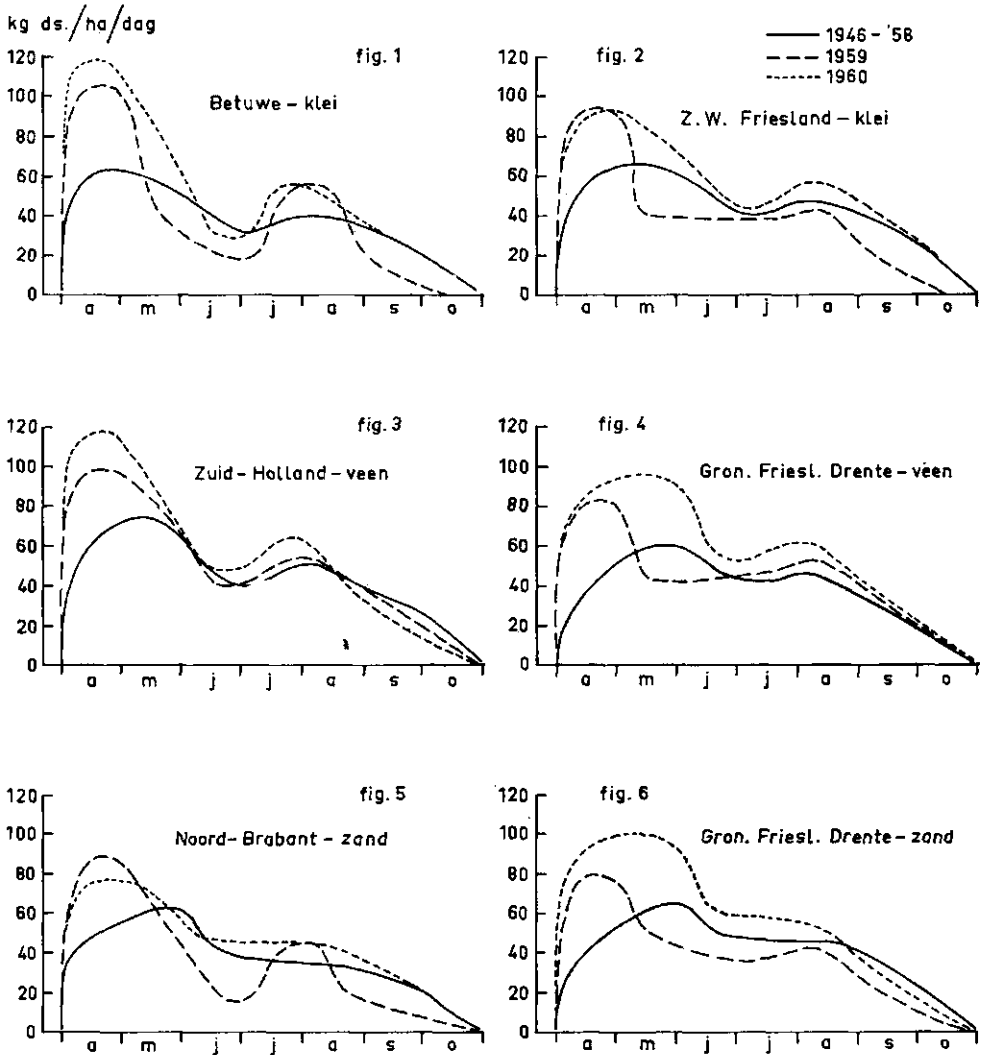 kg ds./ha/dag
fig. 1
Betuwe – klei
120
100
80
60
40
20
0
a m j j a s o
fig. 2
1946 – '58
1959
1960
Z.W. Friesland – klei
120
100
80
60
40
20
0
a m j j a s o
fig. 3
Zuid – Holland – veen
120
100
80
60
40
20
0
a m j j a s o
fig. 4
Gron. Friesl. Drente – veen
120
100
80
60
40
20
0
a m j j a s o
fig. 5
Noord – Brabant – zand
120
100
80
60
40
20
0
a m j j a s o
fig. 6
Gron. Friesl. Drente – zand
120
100
80
60
40
20
0
a m j j a s o